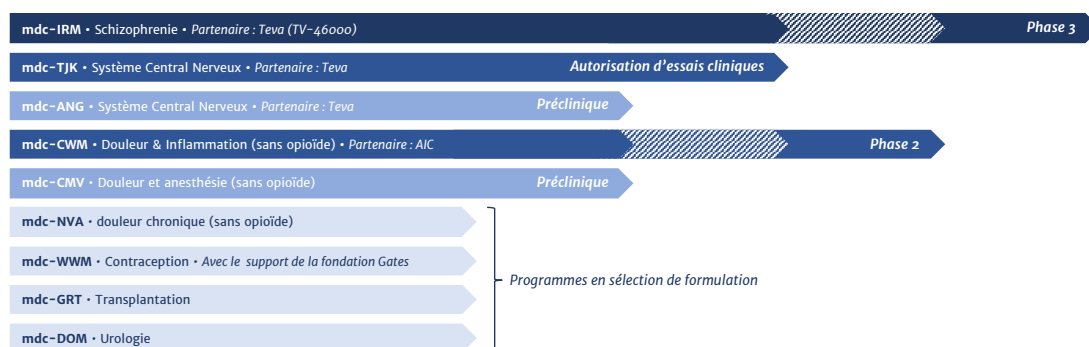 mdc-IRM • Schizophrenie • Partenaire : Teva (TV-46000) Phase 3
mdc-TJK • Système Central Nerveux • Partenaire : Teva Autorisation d'essais cliniques
mdc-ANG • Système Central Nerveux • Partenaire : Teva Préclinique
mdc-CWM • Douleur & Inflammation (sans opioïde) • Partenaire : AIC Phase 2
mdc-CMV • Douleur et anesthésie (sans opioïde) Préclinique
mdc-NVA • douleur chronique (sans opioïde)
mdc-WWM • Contraception • Avec le support de la fondation Gates
Programmes en sélection de formulation
mdc-GRT • Transplantation
mdc-DOM • Urologie